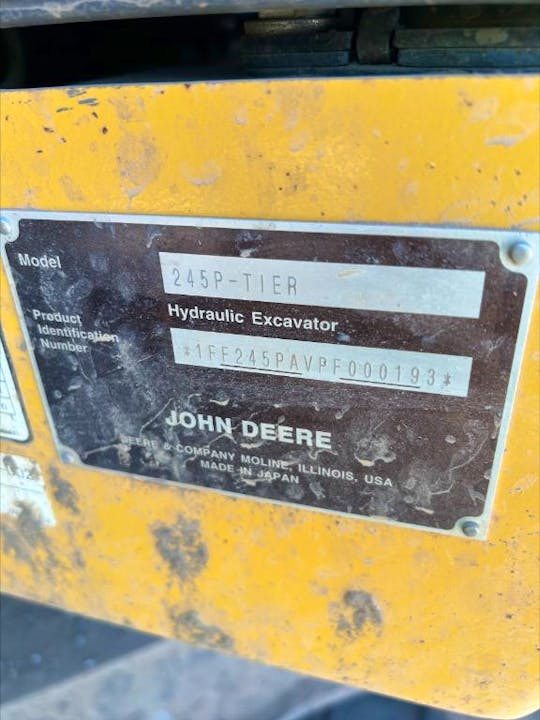 Model
245P-TIER
Hydraulic Excavator
Product
Identification
Number
*1FF245PAVPF000193*
JOHN DEERE
DEERE & COMPANY MOLINE, ILLINOIS, USA
MADE IN JAPAN